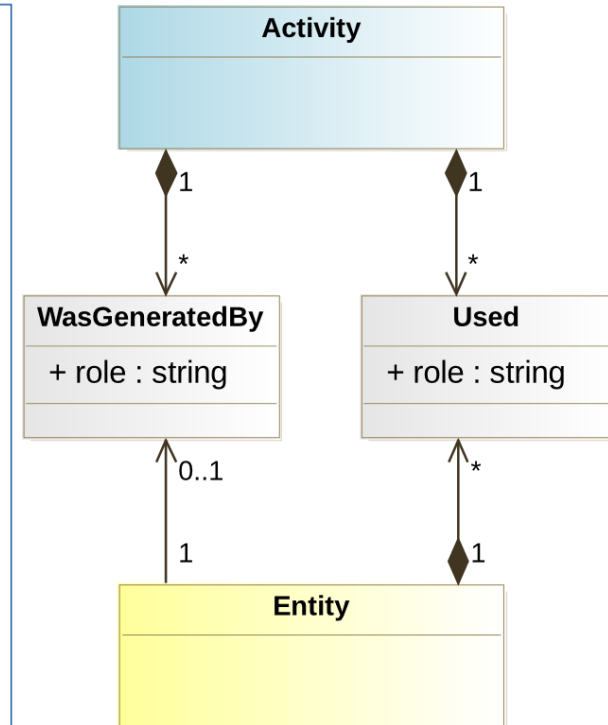 Activity
1
1
*
*
WasGeneratedBy
Used
+ role : string
+ role : string
0..1
*
1
1
Entity